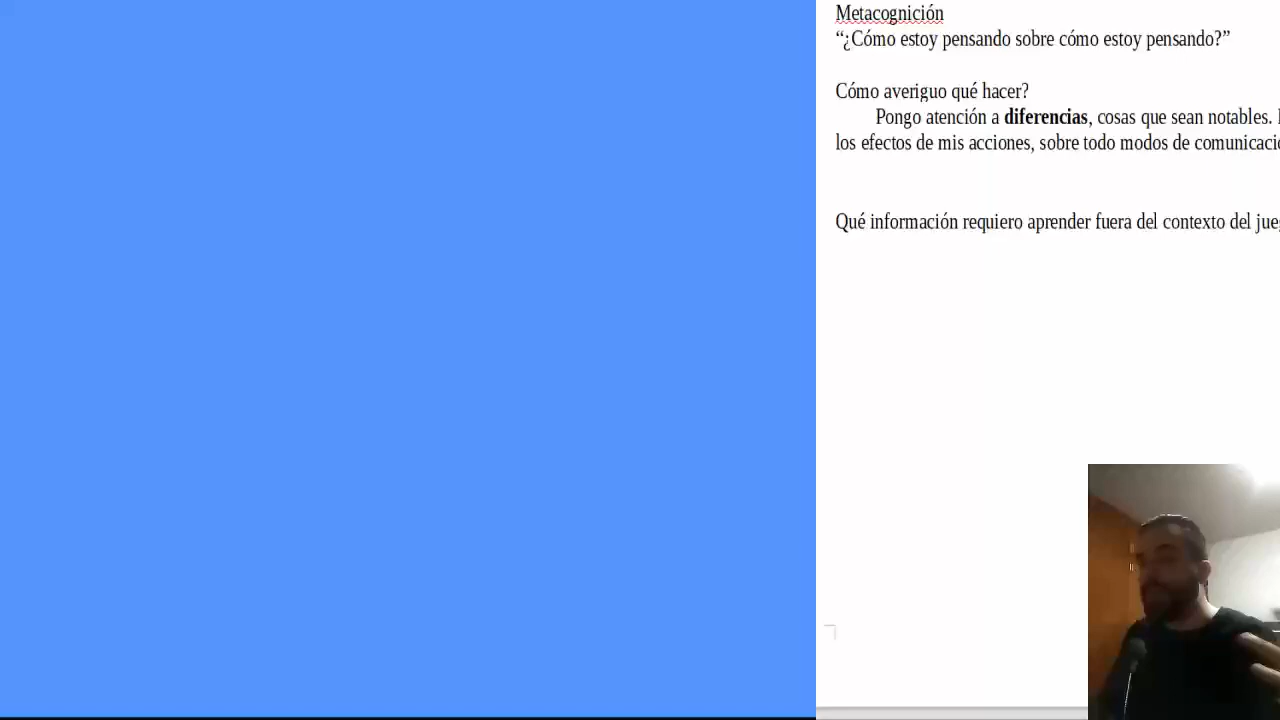 Metacognición
“¿Cómo estoy pensando sobre cómo estoy pensando?”
Cómo averiguo qué hacer?
Pongo atención a diferencias, cosas que sean notables.
los efectos de mis acciones, sobre todo modos de
Qué información requiero aprender fuera del contexto del